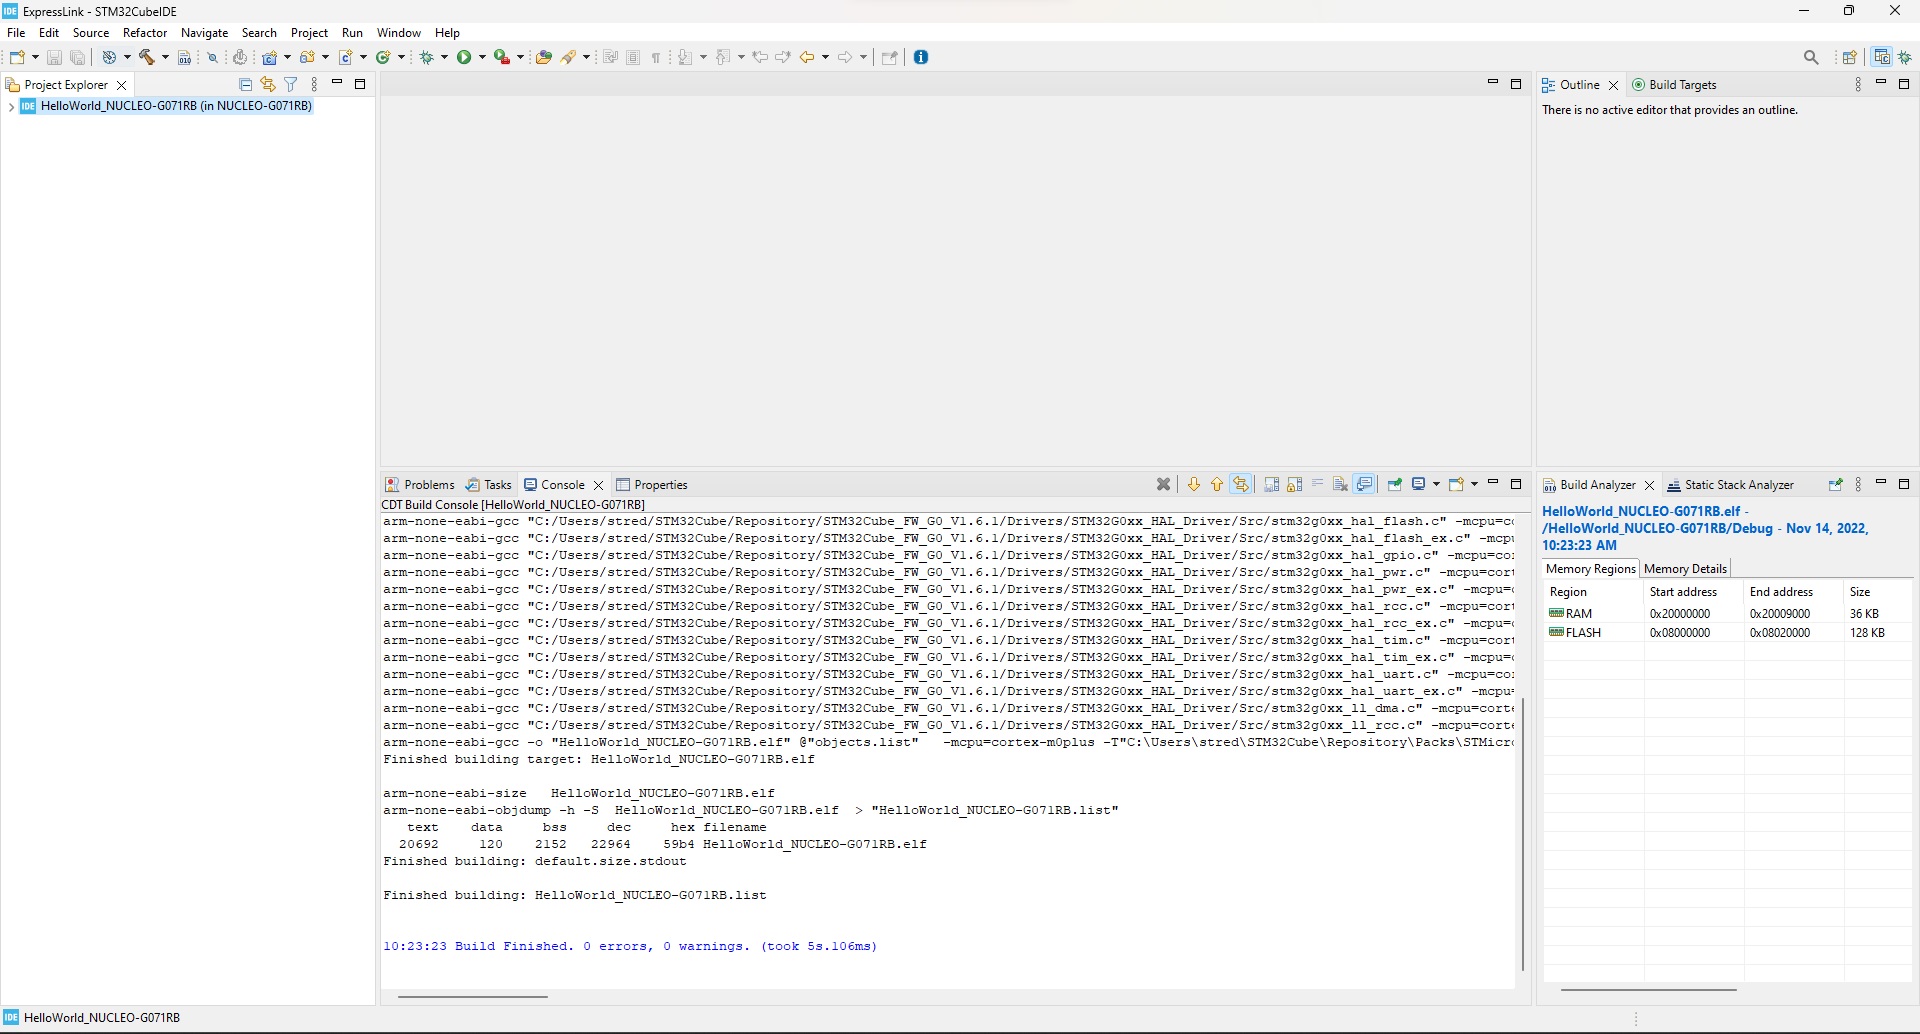 IDE ExpressLink - STM32CubeIDE
File Edit Source Refactor Navigate Search Project Run Window Help
Project Explorer
IDE HelloWorld_NUCLEO-G071RB (in NUCLEO-G071RB)
Outline Build Targets
There is no active editor that provides an outline.
Problems Tasks Console Properties
CDT Build Console [HelloWorld_NUCLEO-G071RB]
arm-none-eabi-gcc "C:/Users/stred/STM32Cube/Repository/STM32Cube_FW_G0_V1.6.1/Drivers/STM32G0xx_HAL_Driver/Src/stm32g0xx_hal_flash.c" -mcpu=co
arm-none-eabi-gcc "C:/Users/stred/STM32Cube/Repository/STM32Cube_FW_G0_V1.6.1/Drivers/STM32G0xx_HAL_Driver/Src/stm32g0xx_hal_flash_ex.c" -mcpu
arm-none-eabi-gcc "C:/Users/stred/STM32Cube/Repository/STM32Cube_FW_G0_V1.6.1/Drivers/STM32G0xx_HAL_Driver/Src/stm32g0xx_hal_gpio.c" -mcpu=cor
arm-none-eabi-gcc "C:/Users/stred/STM32Cube/Repository/STM32Cube_FW_G0_V1.6.1/Drivers/STM32G0xx_HAL_Driver/Src/stm32g0xx_hal_pwr.c" -mcpu=cort
arm-none-eabi-gcc "C:/Users/stred/STM32Cube/Repository/STM32Cube_FW_G0_V1.6.1/Drivers/STM32G0xx_HAL_Driver/Src/stm32g0xx_hal_pwr_ex.c" -mcpu=c
arm-none-eabi-gcc "C:/Users/stred/STM32Cube/Repository/STM32Cube_FW_G0_V1.6.1/Drivers/STM32G0xx_HAL_Driver/Src/stm32g0xx_hal_rcc.c" -mcpu=cort
arm-none-eabi-gcc "C:/Users/stred/STM32Cube/Repository/STM32Cube_FW_G0_V1.6.1/Drivers/STM32G0xx_HAL_Driver/Src/stm32g0xx_hal_rcc_ex.c" -mcpu=c
arm-none-eabi-gcc "C:/Users/stred/STM32Cube/Repository/STM32Cube_FW_G0_V1.6.1/Drivers/STM32G0xx_HAL_Driver/Src/stm32g0xx_hal_tim.c" -mcpu=cort
arm-none-eabi-gcc "C:/Users/stred/STM32Cube/Repository/STM32Cube_FW_G0_V1.6.1/Drivers/STM32G0xx_HAL_Driver/Src/stm32g0xx_hal_tim_ex.c" -mcpu=c
arm-none-eabi-gcc "C:/Users/stred/STM32Cube/Repository/STM32Cube_FW_G0_V1.6.1/Drivers/STM32G0xx_HAL_Driver/Src/stm32g0xx_hal_uart.c" -mcpu=cor
arm-none-eabi-gcc "C:/Users/stred/STM32Cube/Repository/STM32Cube_FW_G0_V1.6.1/Drivers/STM32G0xx_HAL_Driver/Src/stm32g0xx_hal_uart_ex.c" -mcpu=
arm-none-eabi-gcc "C:/Users/stred/STM32Cube/Repository/STM32Cube_FW_G0_V1.6.1/Drivers/STM32G0xx_HAL_Driver/Src/stm32g0xx_ll_dma.c" -mcpu=corte
arm-none-eabi-gcc "C:/Users/stred/STM32Cube/Repository/STM32Cube_FW_G0_V1.6.1/Drivers/STM32G0xx_HAL_Driver/Src/stm32g0xx_ll_rcc.c" -mcpu=corte
arm-none-eabi-gcc -o "HelloWorld_NUCLEO-G071RB.elf" @"objects.list" -mcpu=cortex-m0plus -T"C:\Users\stred\STM32Cube\Repository\Packs\STMicro
Finished building target: HelloWorld_NUCLEO-G071RB.elf
arm-none-eabi-size HelloWorld_NUCLEO-G071RB.elf
arm-none-eabi-objdump -h -S HelloWorld_NUCLEO-G071RB.elf > "HelloWorld_NUCLEO-G071RB.list"
text data bss dec hex filename
20692 120 2152 22964 59b4 HelloWorld_NUCLEO-G071RB.elf
Finished building: default.size.stdout
Finished building: HelloWorld_NUCLEO-G071RB.list
10:23:23 Build Finished. 0 errors, 0 warnings. (took 5s.106ms)
Build Analyzer Static Stack Analyzer
HelloWorld_NUCLEO-G071RB.elf -
/HelloWorld_NUCLEO-G071RB/Debug - Nov 14, 2022,
10:23:23 AM
Memory Regions Memory Details
Region Start address End address Size
RAM 0x20000000 0x20009000 36 KB
FLASH 0x08000000 0x08020000 128 KB
IDE HelloWorld_NUCLEO-G071RB